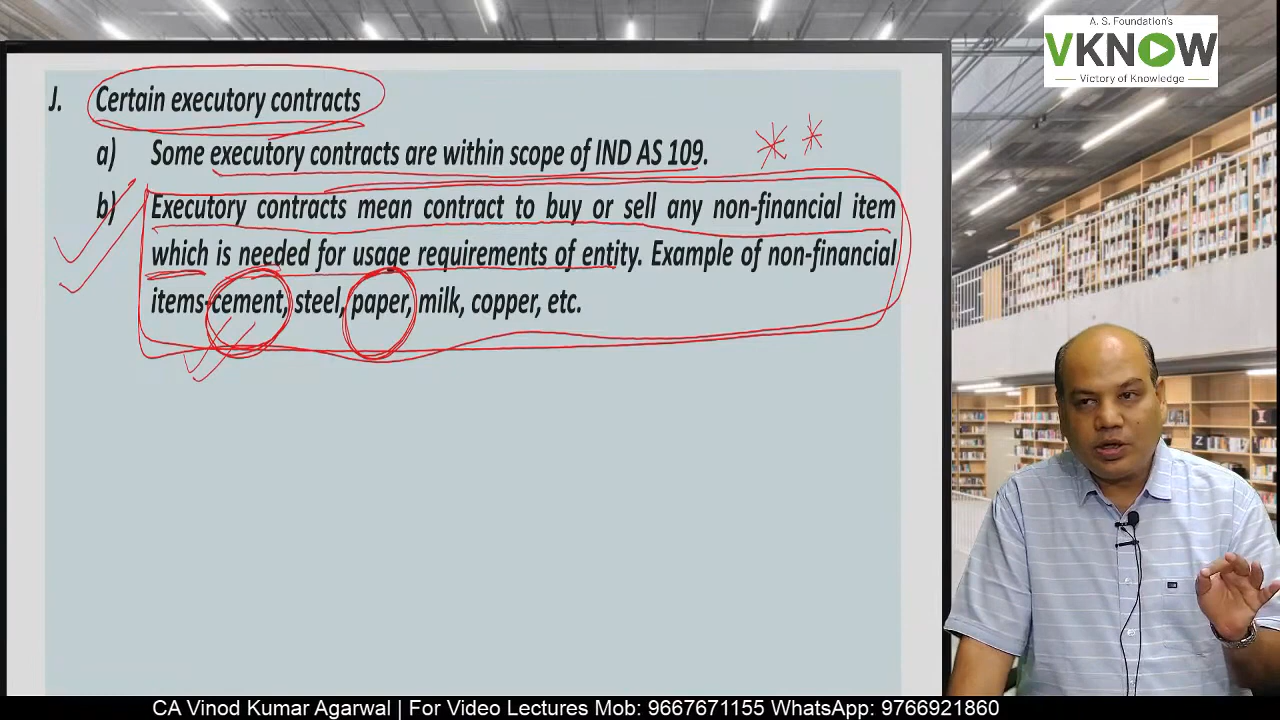 A. S. Foundation's
VKNOW
Victory of Knowledge
J. Certain executory contracts
a) Some executory contracts are within scope of IND AS 109.
b) Executory contracts mean contract to buy or sell any non-financial item
which is needed for usage requirements of entity. Example of non-financial
items-cement, steel, paper, milk, copper, etc.
CA Vinod Kumar Agarwal | For Video Lectures Mob: 9667671155 WhatsApp: 9766921860